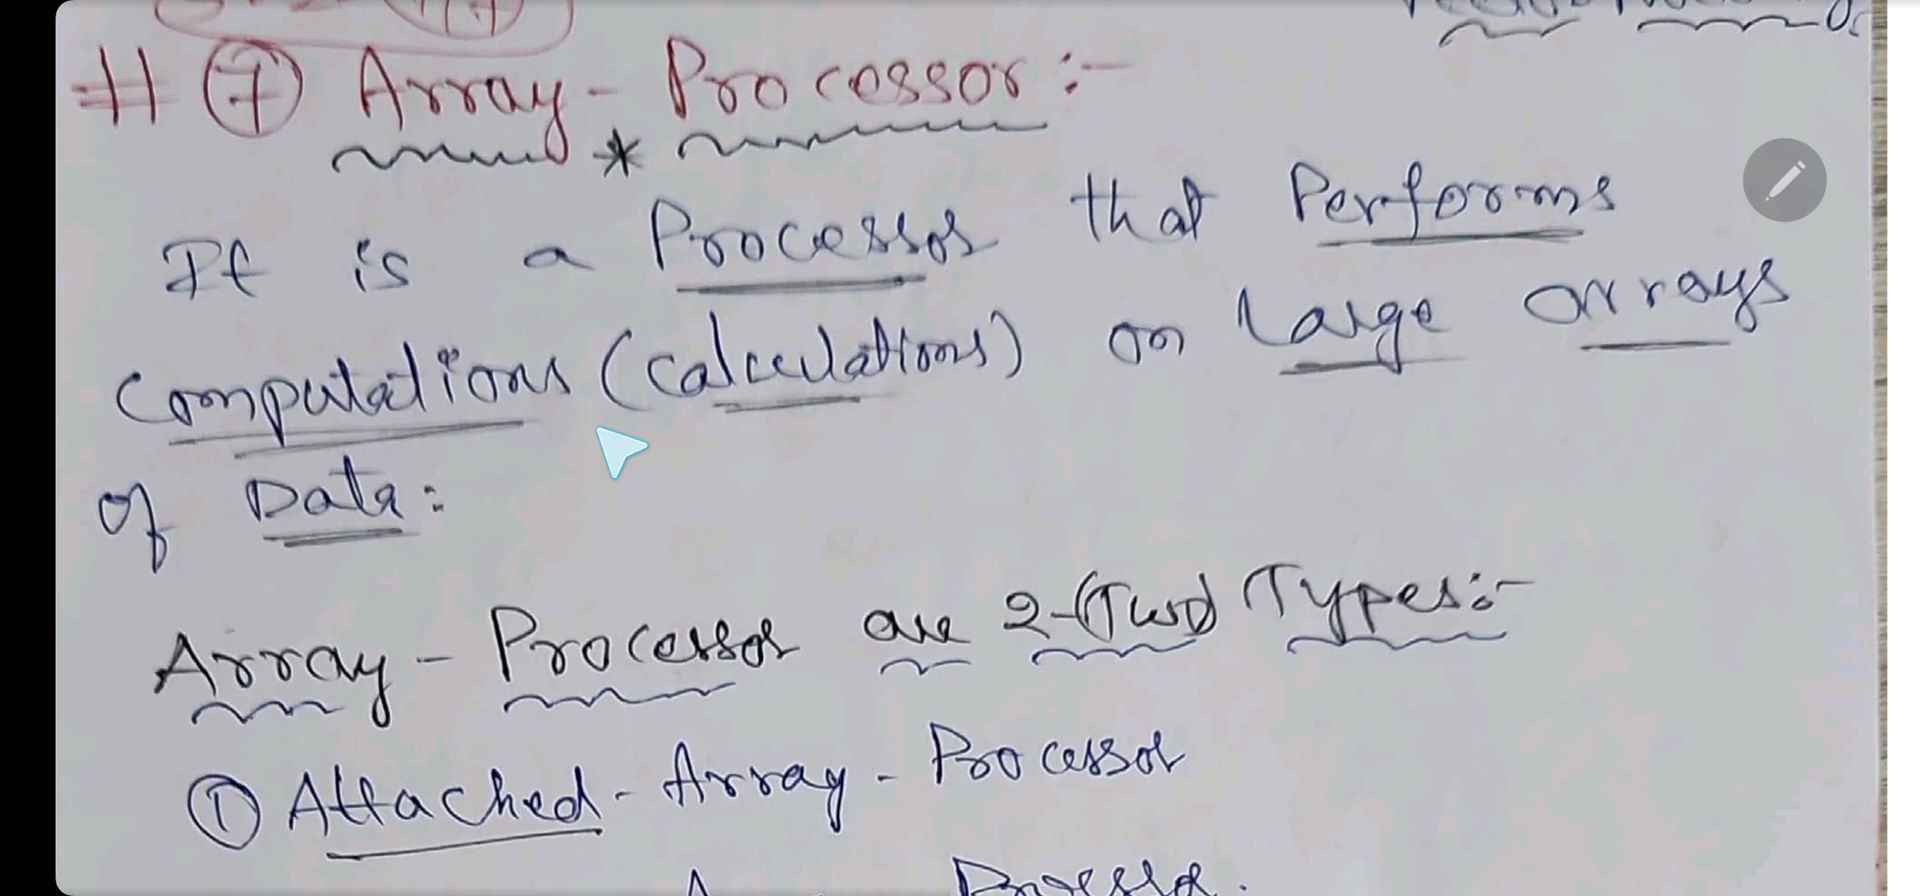 # ⑦ Array - Processor :-
It is a Processor that Performs
Computations (calculations) on large arrays
of Data:
Array - Processor are 2-(Two) Types:-
① Attached - Array - Processor